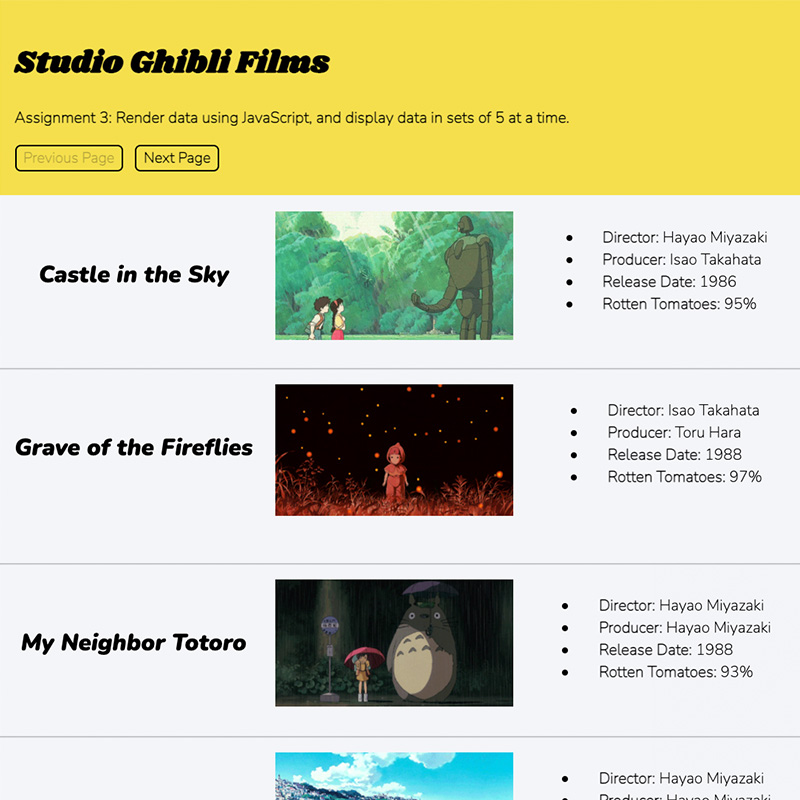 Studio Ghibli Films
Assignment 3: Render data using JavaScript, and display data in sets of 5 at a time.
Previous Page Next Page
Castle in the Sky
Director: Hayao Miyazaki
Producer: Isao Takahata
Release Date: 1986
Rotten Tomatoes: 95%
Grave of the Fireflies
Director: Isao Takahata
Producer: Toru Hara
Release Date: 1988
Rotten Tomatoes: 97%
My Neighbor Totoro
Director: Hayao Miyazaki
Producer: Hayao Miyazaki
Release Date: 1988
Rotten Tomatoes: 93%
Director: Hayao Miyazaki
Producer: Hayao Miyazaki